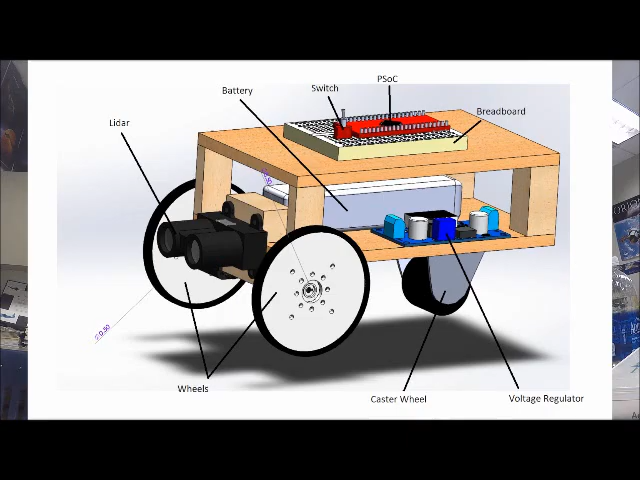 PSoC
Switch
Battery
Breadboard
Lidar
Wheels
Caster Wheel
Voltage Regulator